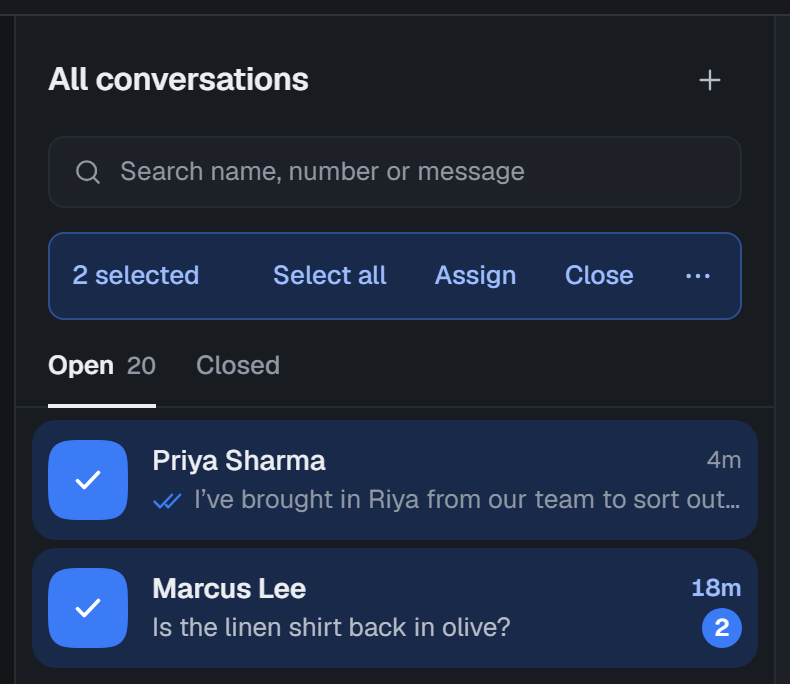 All conversations
Search name, number or message
2 selected Select all Assign Close ···
Open 20 Closed
Priya Sharma 4m
I’ve brought in Riya from our team to sort out…
Marcus Lee 18m
Is the linen shirt back in olive? 2